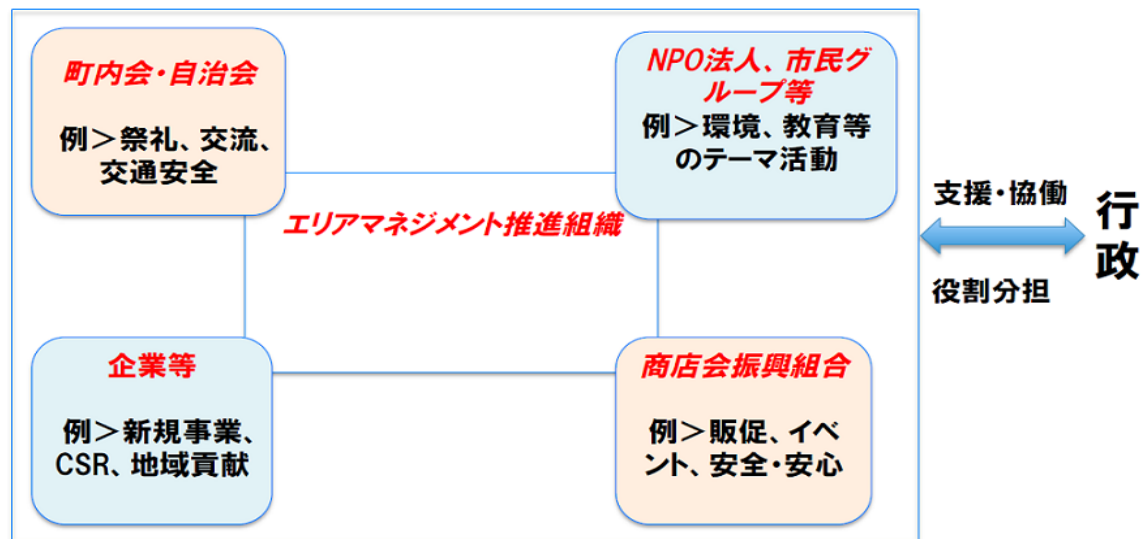 町内会・自治会
例＞祭礼、交流、
交通安全
NPO法人、市民グ
ループ等
例＞環境、教育等
のテーマ活動
エリアマネジメント推進組織
企業等
例＞新規事業、
CSR、地域貢献
商店会振興組合
例＞販促、イベ
ント、安全・安心
支援・協働
役割分担
行
政